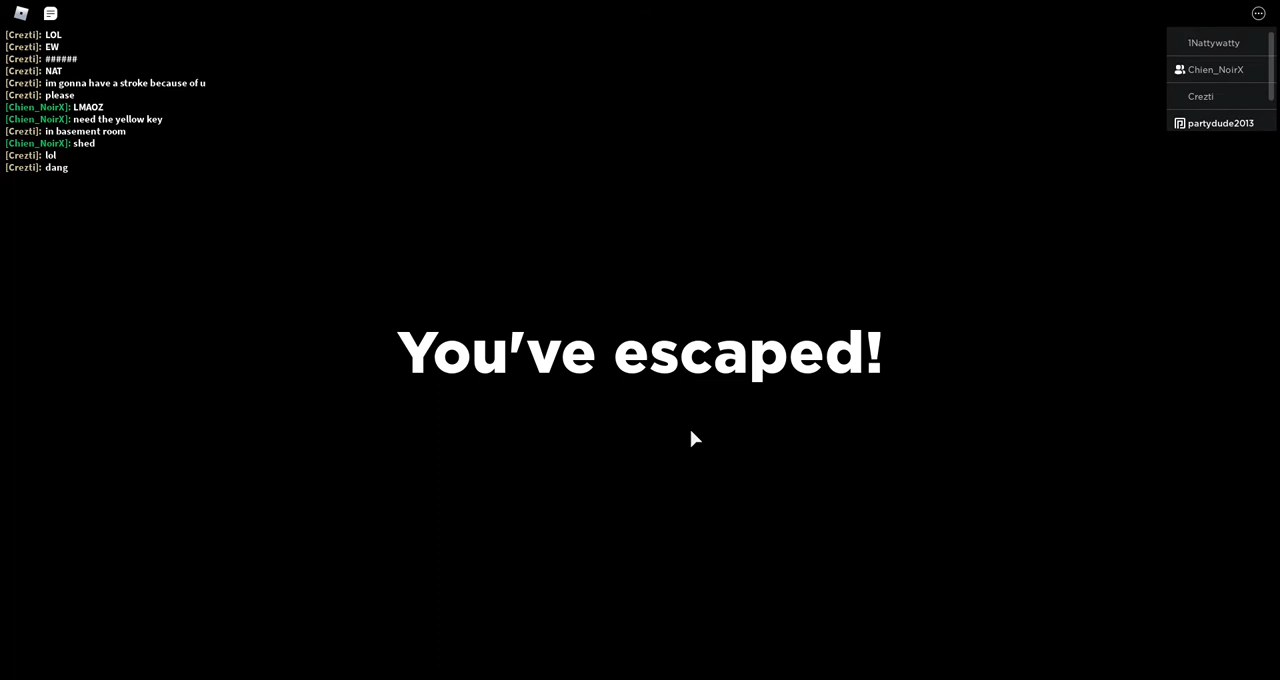 [Crezti]: LOL
[Crezti]: EW
[Crezti]: ######
[Crezti]: NAT
[Crezti]: im gonna have a stroke because of u
[Crezti]: please
[Chien_NoirX]: LMAOZ
[Chien_NoirX]: need the yellow key
[Crezti]: in basement room
[Chien_NoirX]: shed
[Crezti]: lol
[Crezti]: dang
1Nattywatty
Chien_NoirX
Crezti
partydude2013
You've escaped!